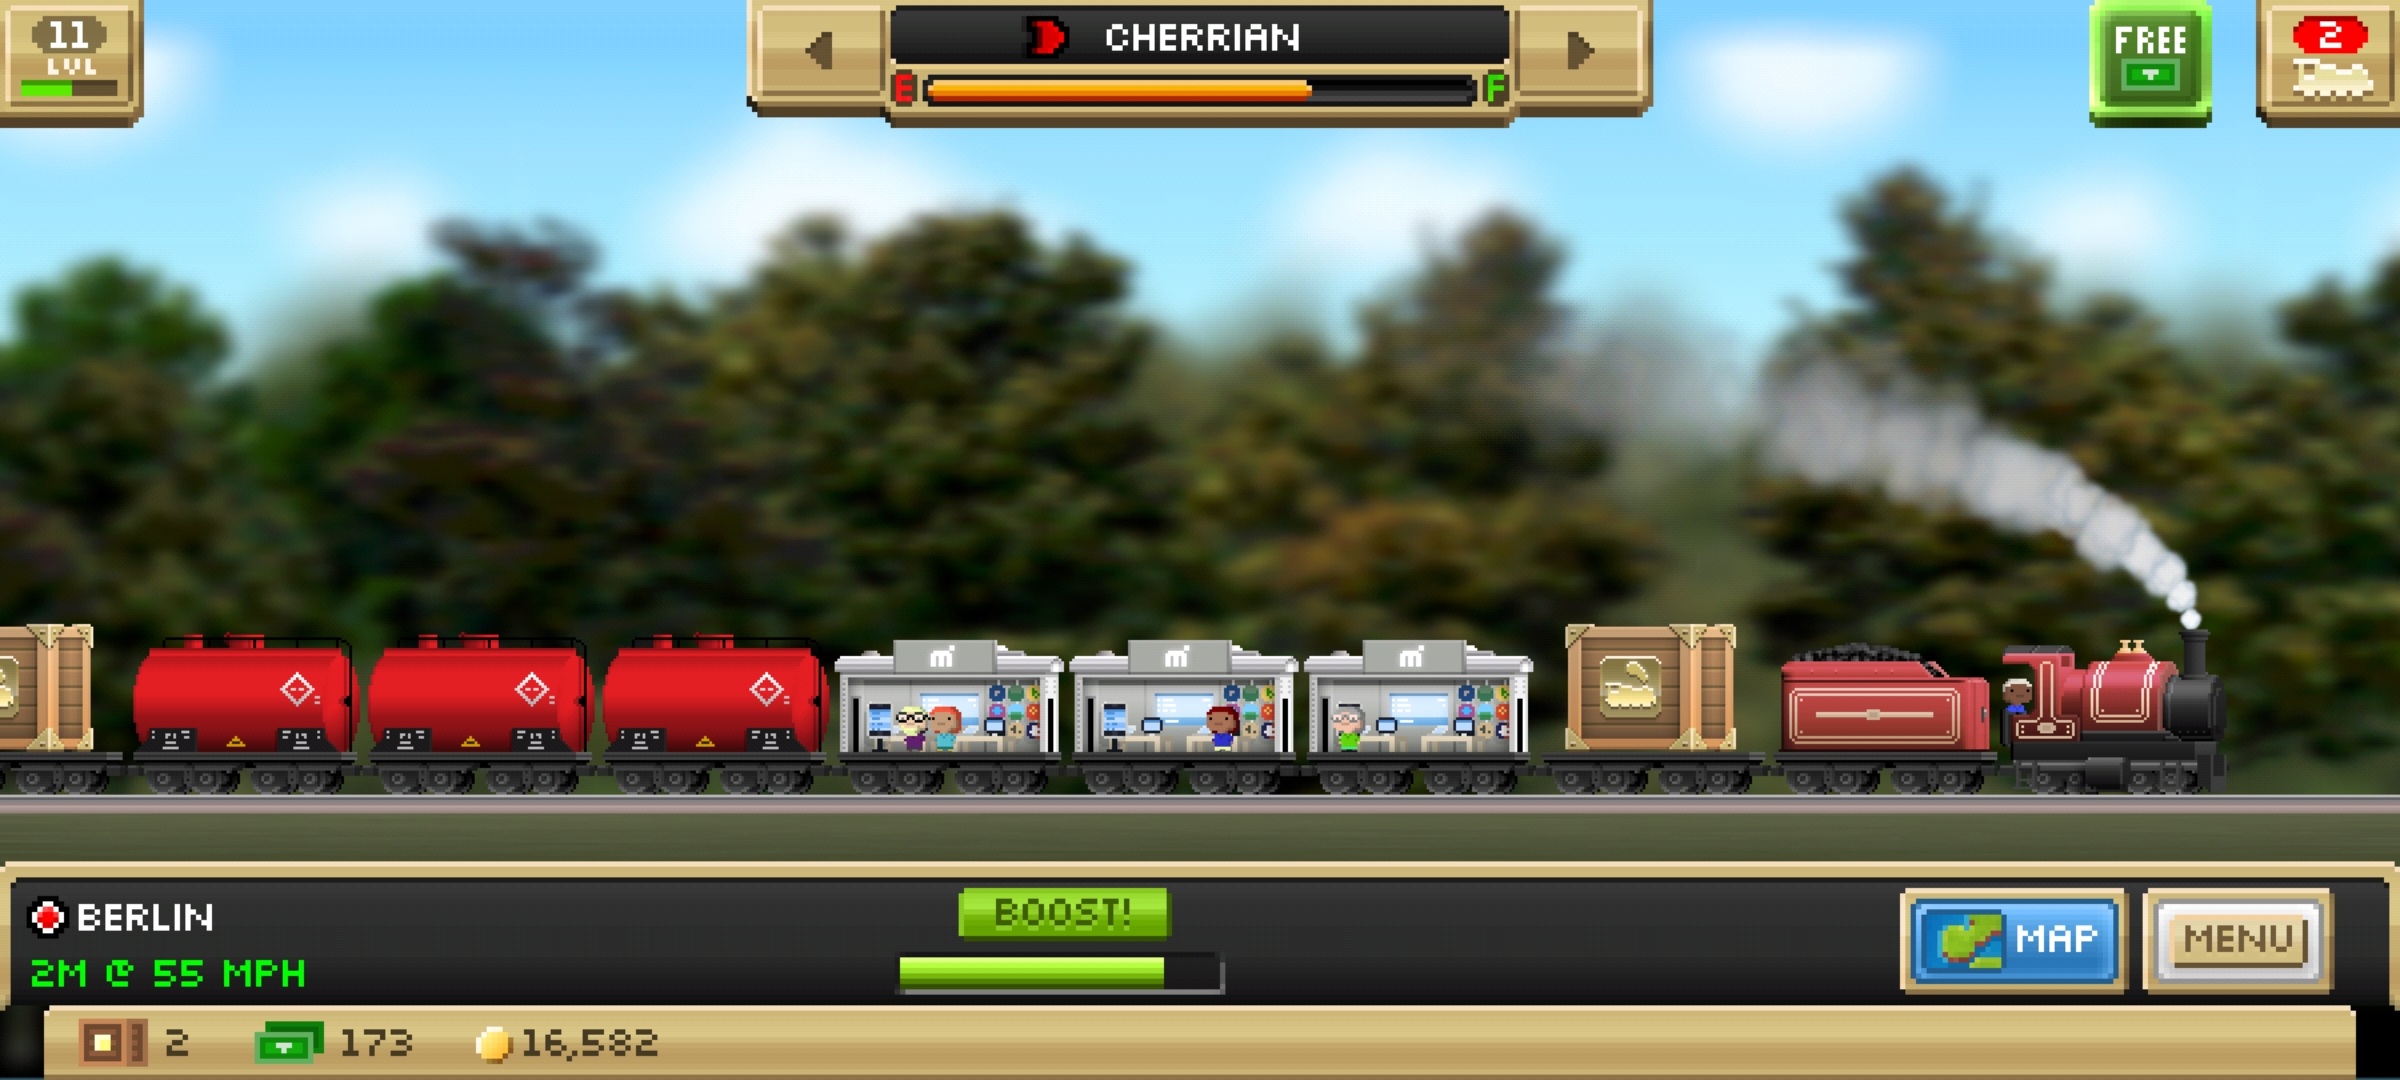 11
LVL
CHERRIAN
E
F
FREE
2
m
m
m
BERLIN
2M @ 55 MPH
BOOST!
MAP
MENU
2
173
16,582